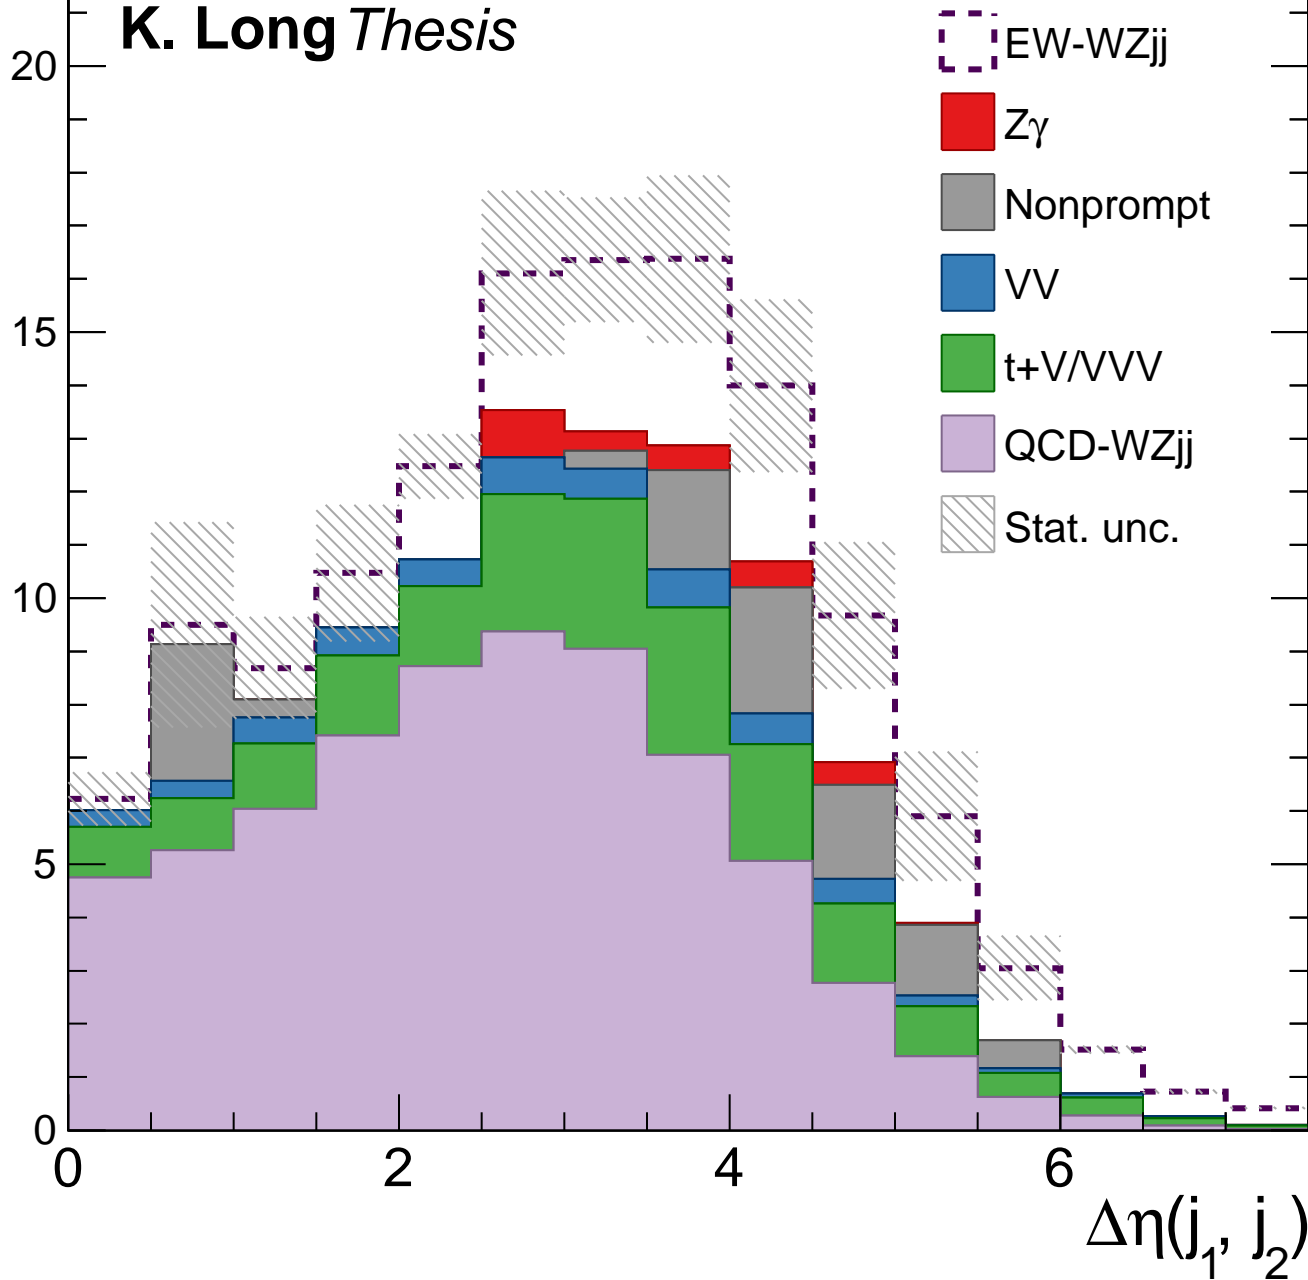 K. Long Thesis
20
15
10
5
0
0 2 4 6
Δη(j₁, j₂)
EW-WZjj
Zγ
Nonprompt
VV
t+V/VVV
QCD-WZjj
Stat. unc.